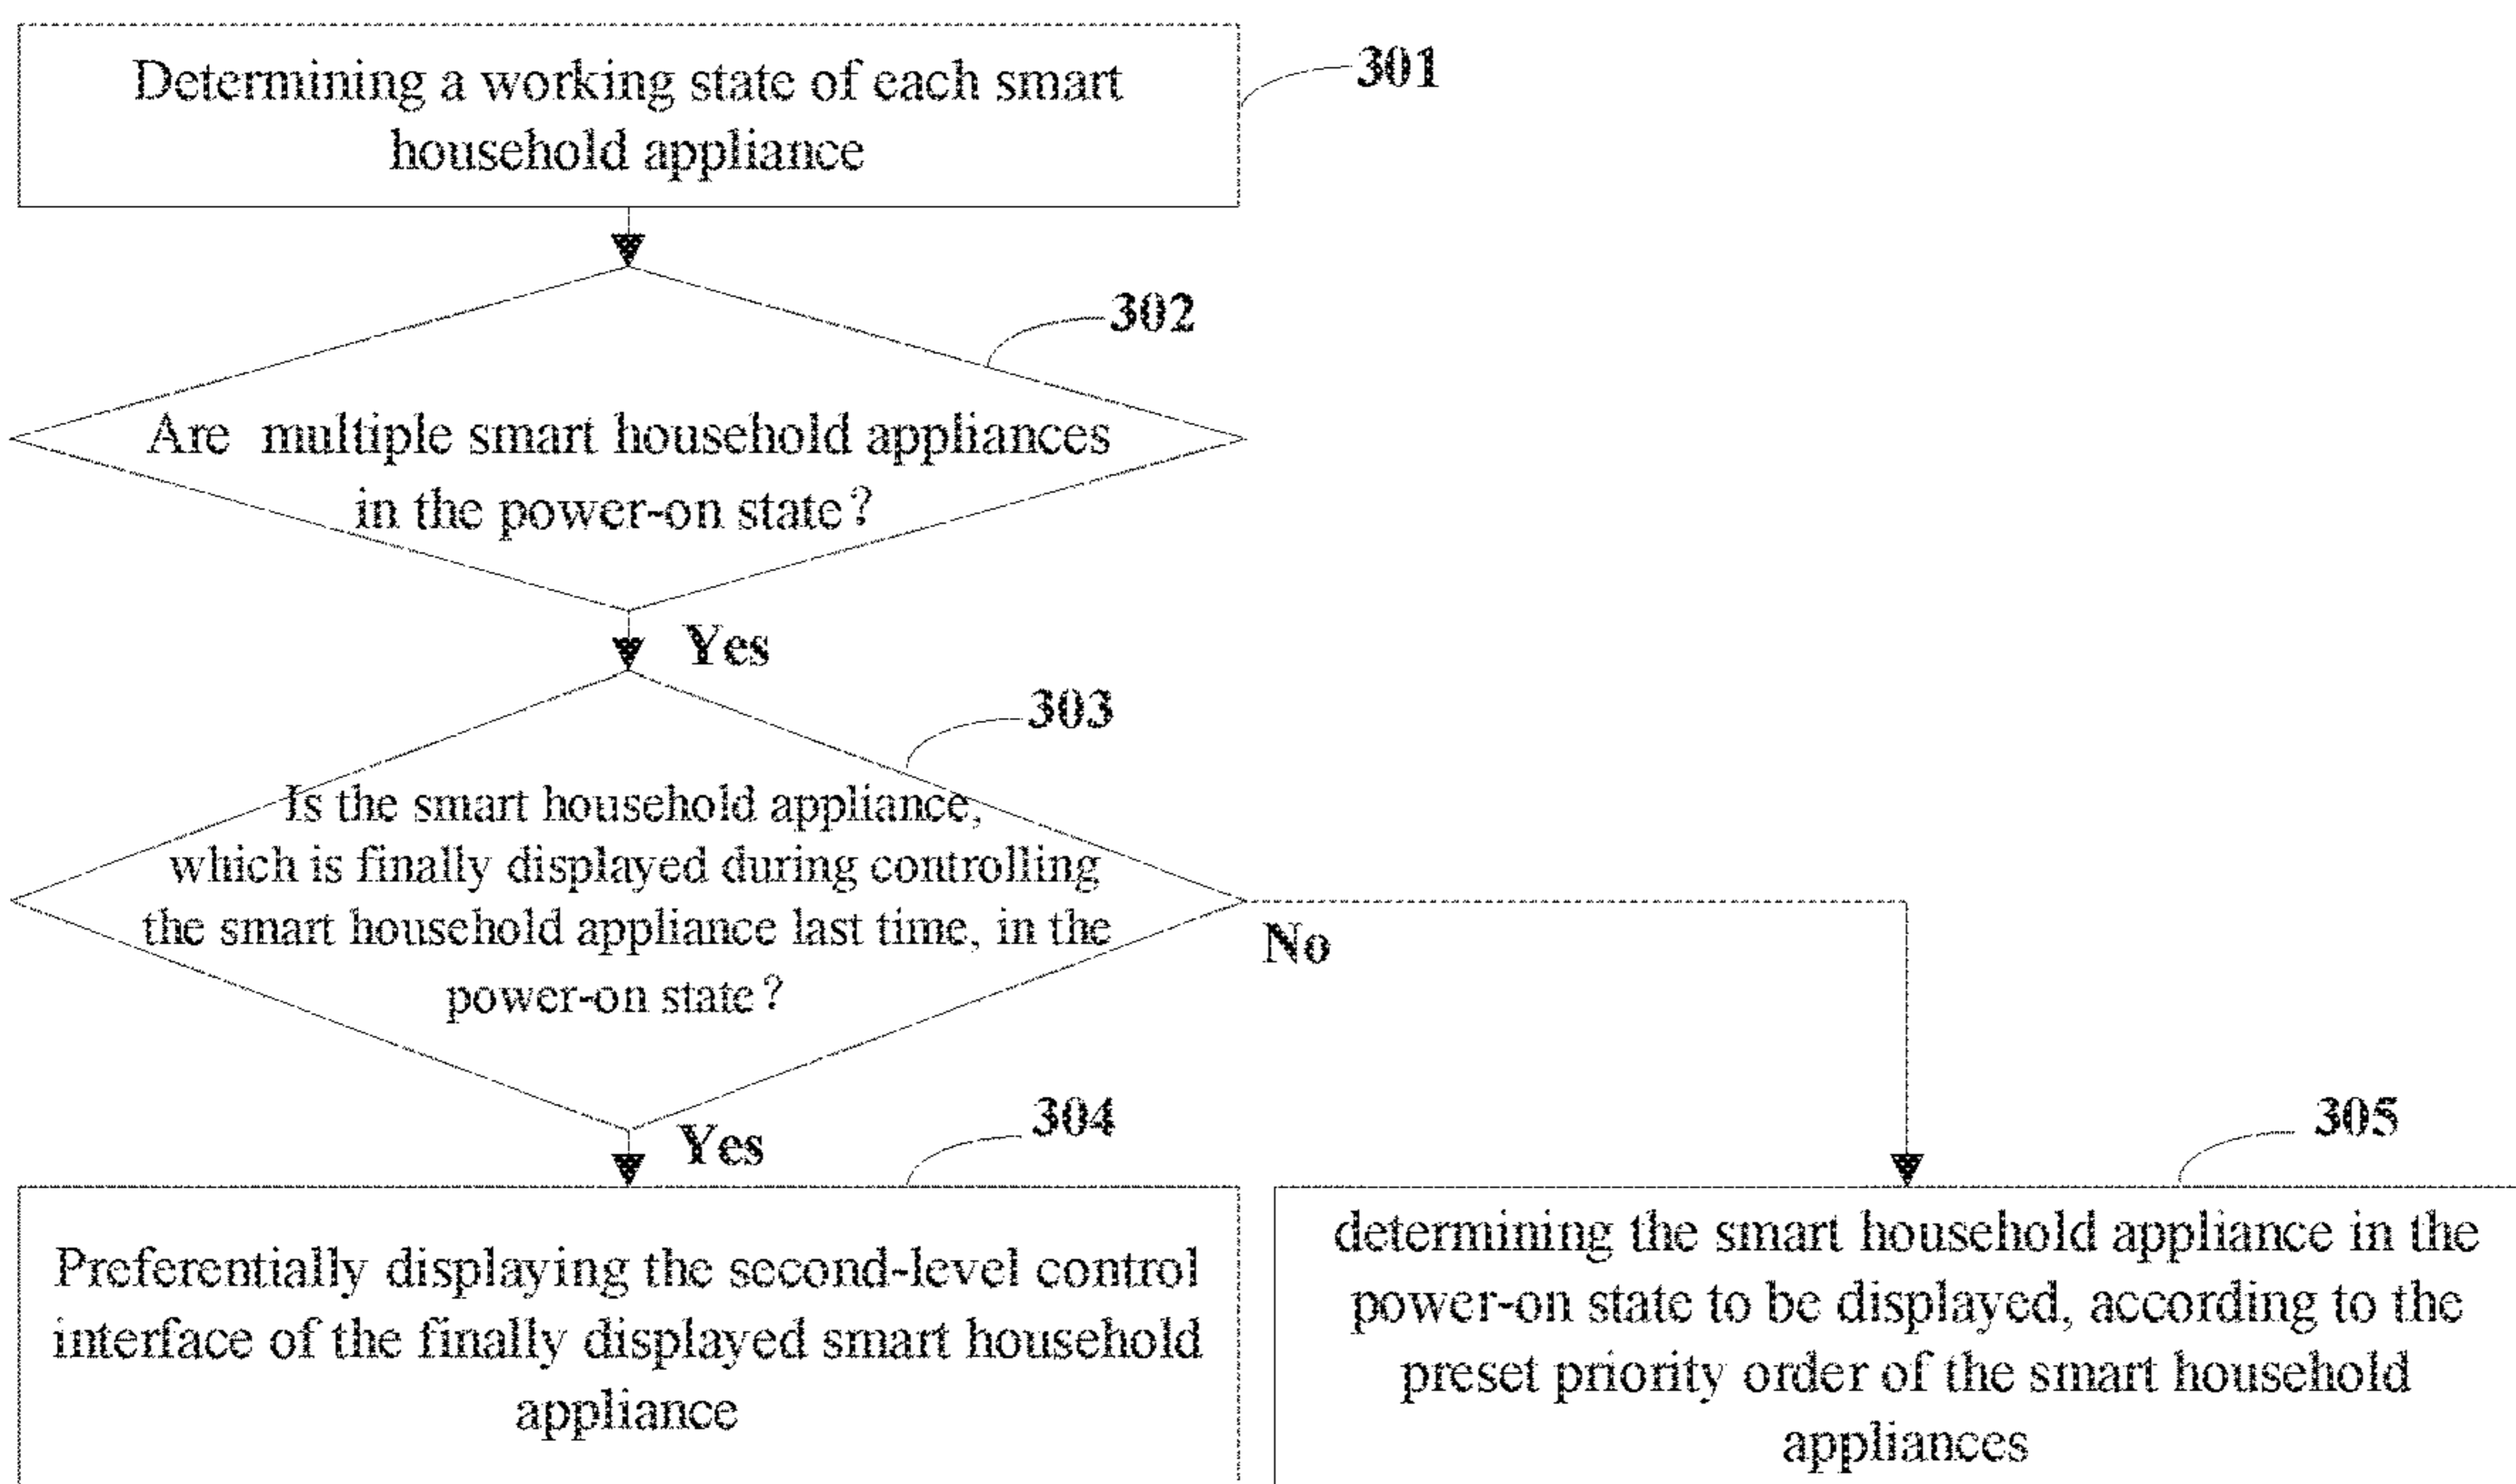 Determining a working state of each smart
household appliance
301
302
Are multiple smart household appliances
in the power-on state?
Yes
303
Is the smart household appliance,
which is finally displayed during controlling
the smart household appliance last time, in the
power-on state?
No
Yes
304
305
Preferentially displaying the second-level control
interface of the finally displayed smart household
appliance
determining the smart household appliance in the
power-on state to be displayed, according to the
preset priority order of the smart household
appliances